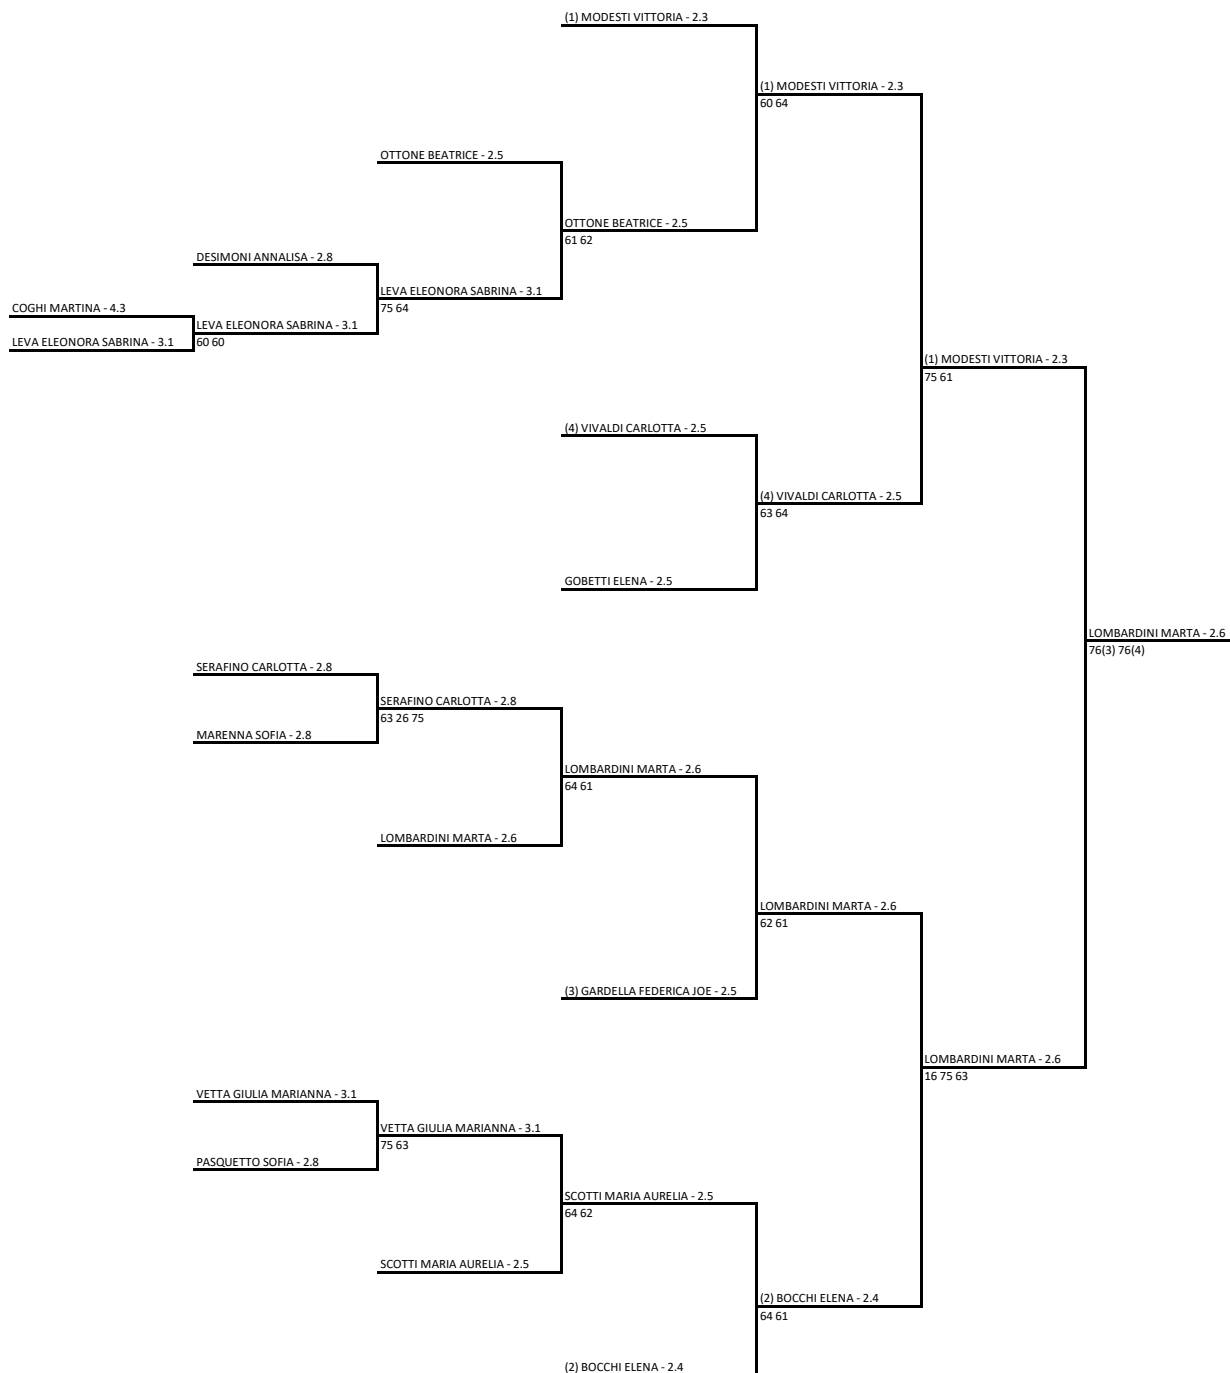 (1) MODESTI VITTORIA - 2.3
(1) MODESTI VITTORIA - 2.3
60 64
OTTONE BEATRICE - 2.5
OTTONE BEATRICE - 2.5
61 62
DESIMONI ANNALISA - 2.8
LEVA ELEONORA SABRINA - 3.1
75 64
COGHI MARTINA - 4.3
LEVA ELEONORA SABRINA - 3.1
60 60
LEVA ELEONORA SABRINA - 3.1
(1) MODESTI VITTORIA - 2.3
75 61
(4) VIVALDI CARLOTTA - 2.5
(4) VIVALDI CARLOTTA - 2.5
63 64
GOBETTI ELENA - 2.5
LOMBARDINI MARTA - 2.6
76(3) 76(4)
SERAFINO CARLOTTA - 2.8
SERAFINO CARLOTTA - 2.8
63 26 75
MARENNA SOFIA - 2.8
LOMBARDINI MARTA - 2.6
64 61
LOMBARDINI MARTA - 2.6
LOMBARDINI MARTA - 2.6
62 61
(3) GARDELLA FEDERICA JOE - 2.5
LOMBARDINI MARTA - 2.6
16 75 63
VETTA GIULIA MARIANNA - 3.1
VETTA GIULIA MARIANNA - 3.1
75 63
PASQUETTO SOFIA - 2.8
SCOTTI MARIA AURELIA - 2.5
64 62
SCOTTI MARIA AURELIA - 2.5
(2) BOCCHI ELENA - 2.4
64 61
(2) BOCCHI ELENA - 2.4